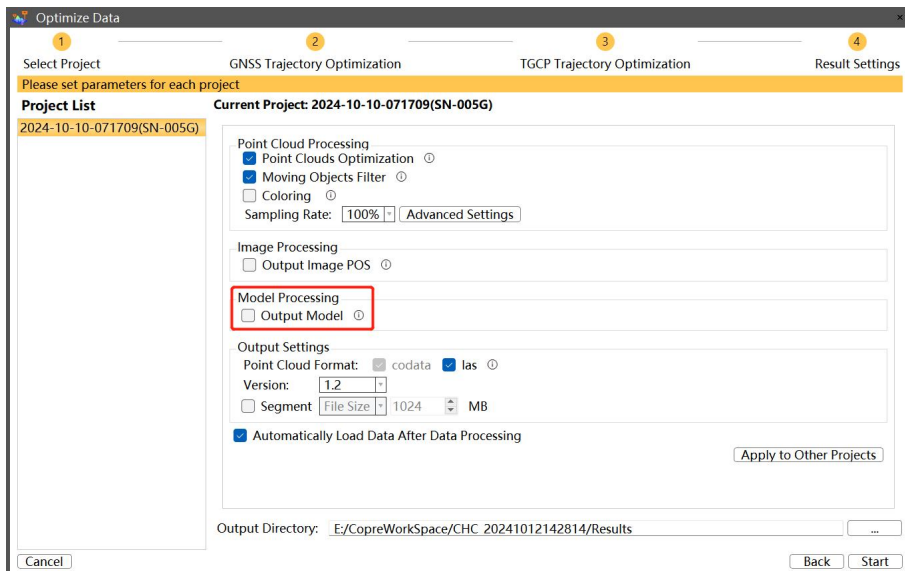 Optimize Data
1 2 3 4
Select Project GNSS Trajectory Optimization TGCP Trajectory Optimization Result Settings
Please set parameters for each project
Project List Current Project: 2024-10-10-071709(SN-005G)
2024-10-10-071709(SN-005G)
Point Cloud Processing
Point Clouds Optimization
Moving Objects Filter
Coloring
Sampling Rate: 100% Advanced Settings
Image Processing
Output Image POS
Model Processing
Output Model
Output Settings
Point Cloud Format: codata las
Version: 1.2
Segment File Size 1024 MB
Automatically Load Data After Data Processing
Apply to Other Projects
Output Directory: E:/CopreWorkSpace/CHC_20241012142814/Results ...
Cancel Back Start